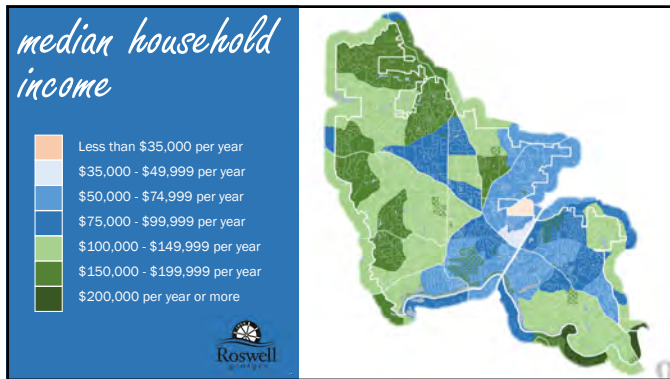 median household
income
Less than $35,000 per year
$35,000 - $49,999 per year
$50,000 - $74,999 per year
$75,000 - $99,999 per year
$100,000 - $149,999 per year
$150,000 - $199,999 per year
$200,000 per year or more
Roswell
georgia